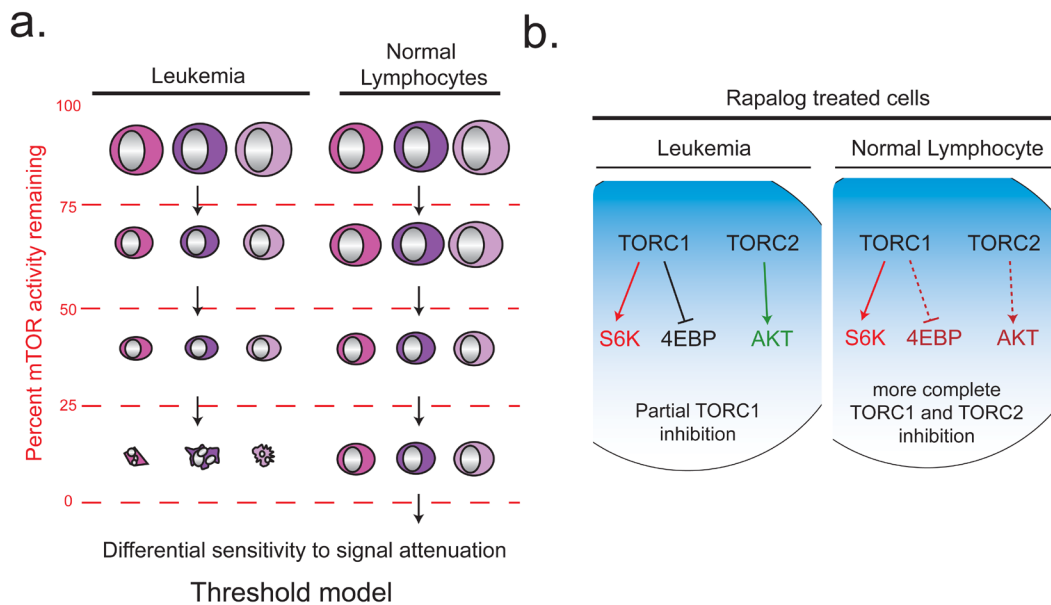 a.
Leukemia
Normal
Lymphocytes
Percent mTOR activity remaining
100
75
50
25
0
Differential sensitivity to signal attenuation
Threshold model
b.
Rapalog treated cells
Leukemia
TORC1 TORC2
S6K 4EBP AKT
Partial TORC1
inhibition
Normal Lymphocyte
TORC1 TORC2
S6K 4EBP AKT
more complete
TORC1 and TORC2
inhibition